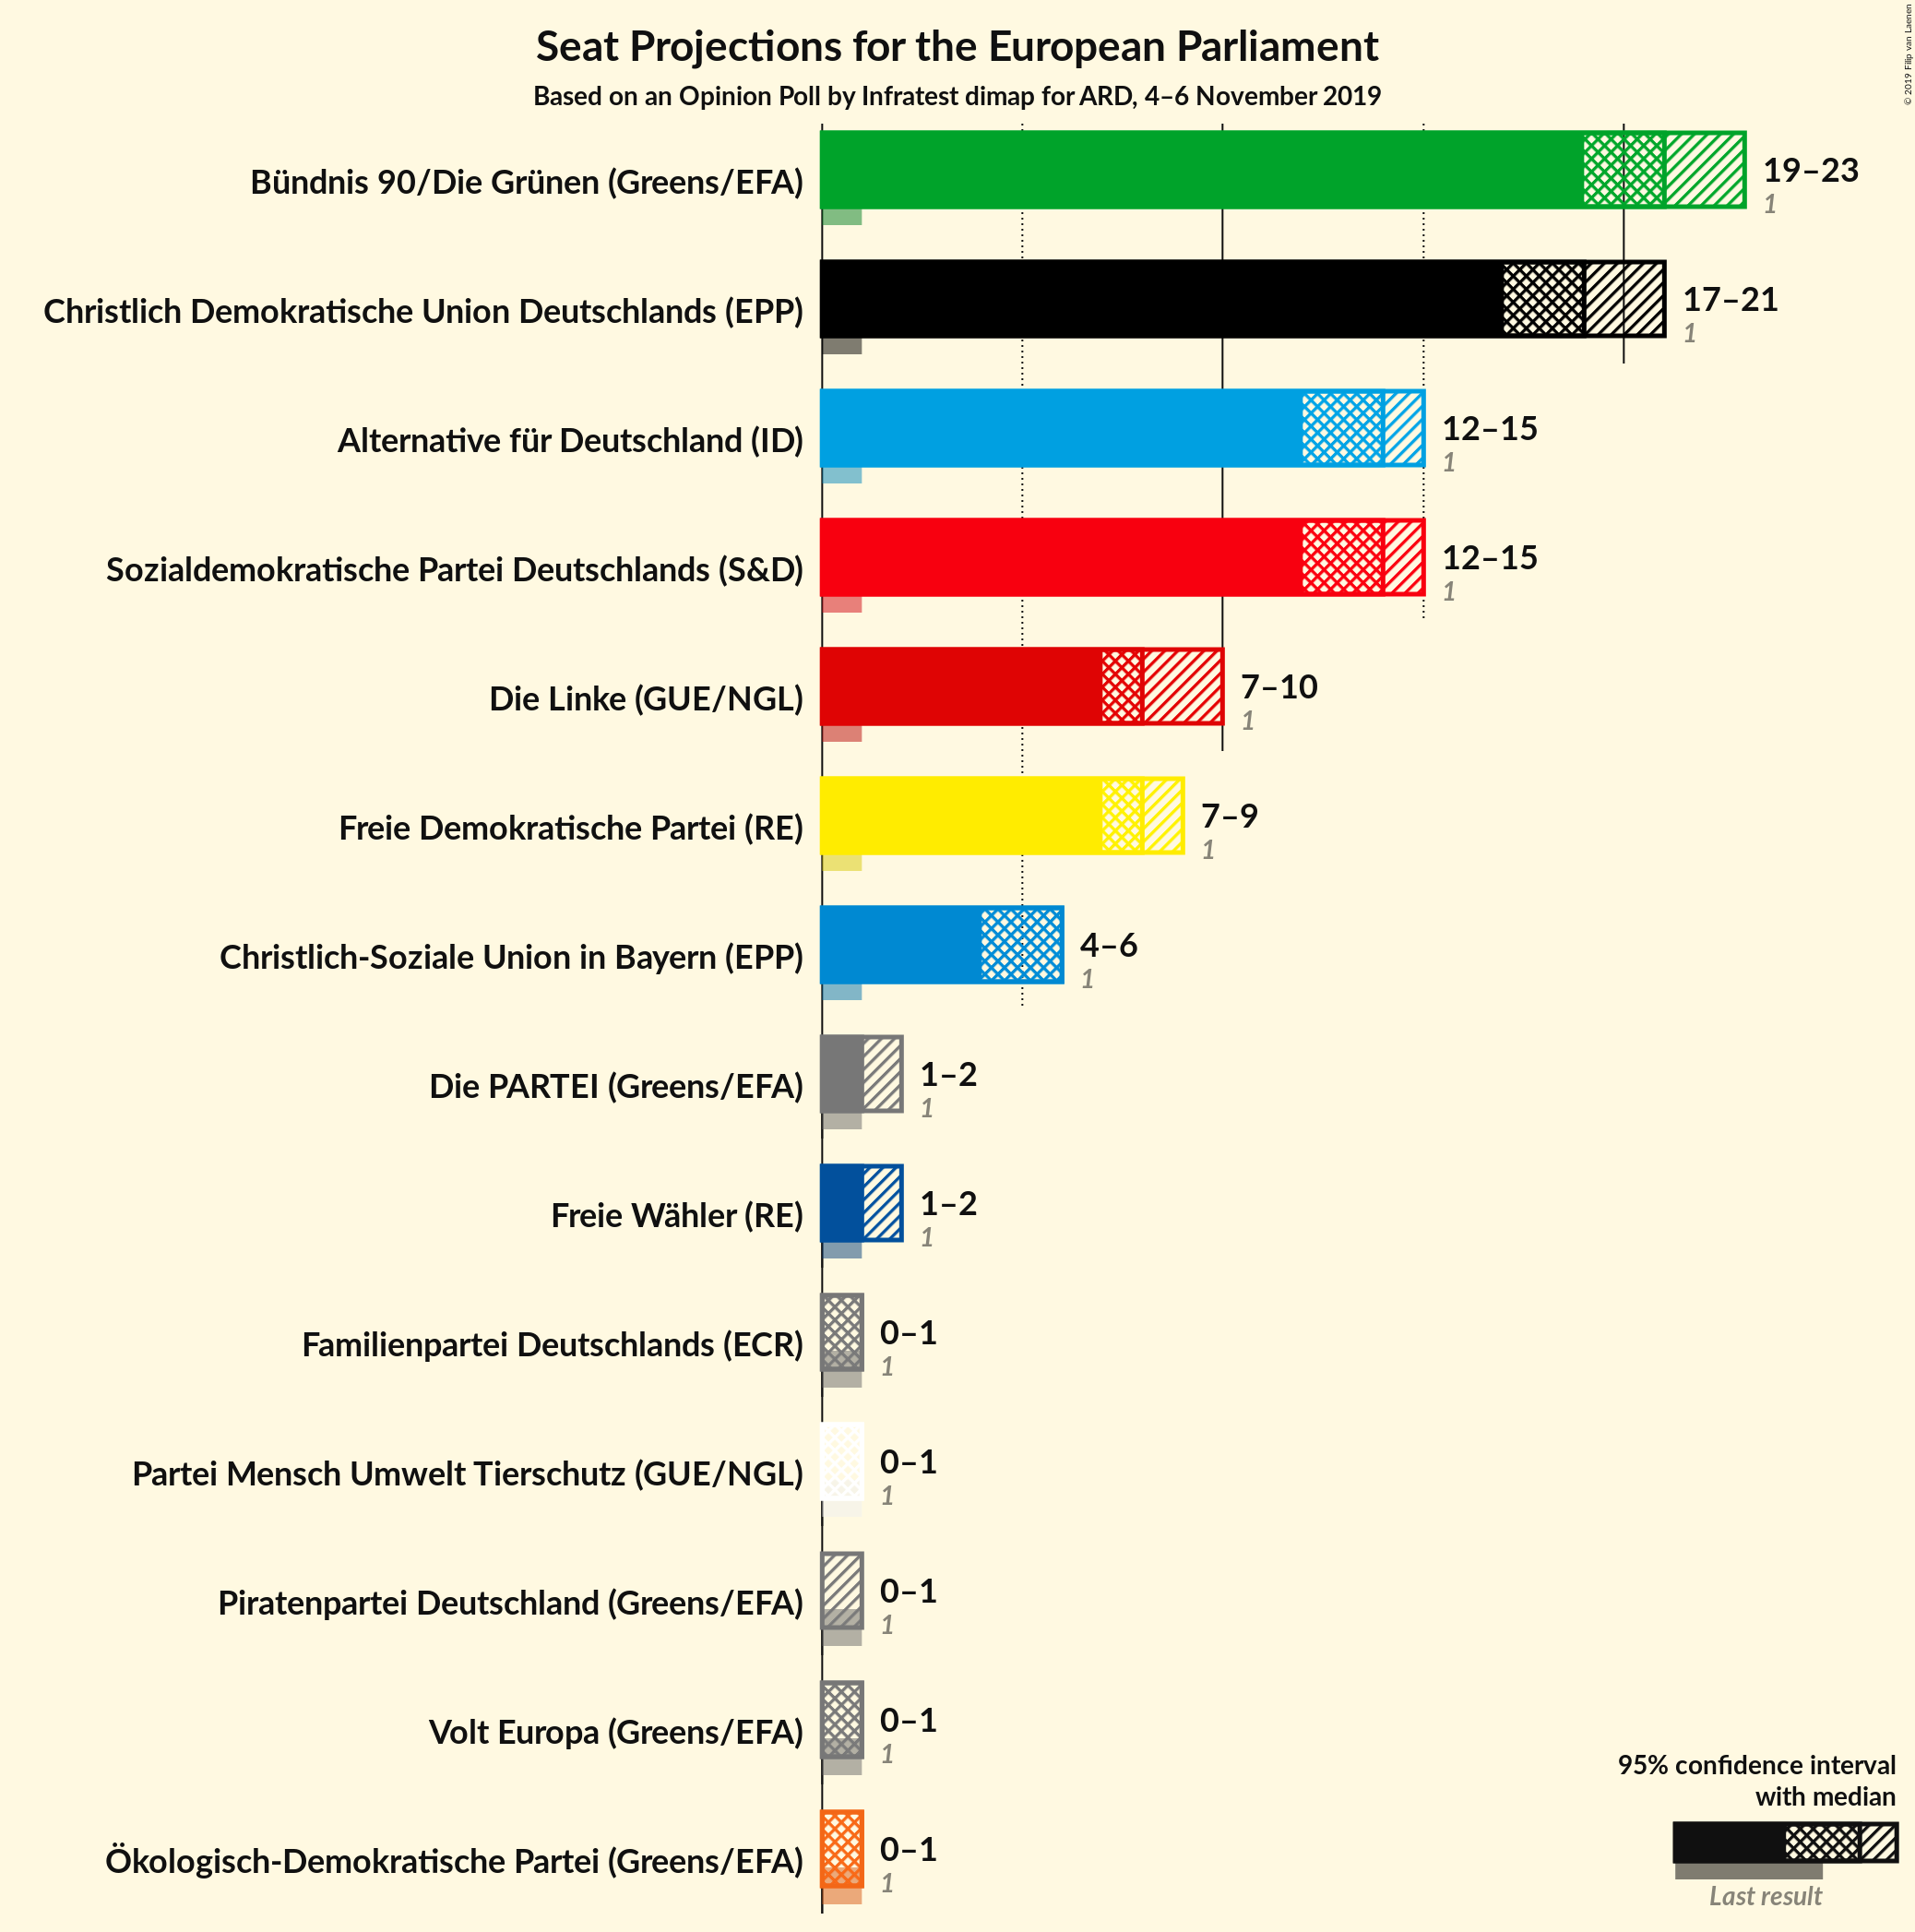 Seat Projections for the European Parliament
Based on an Opinion Poll by Infratest dimap for ARD, 4–6 November 2019
© 2019 Filip van Laenen
Bündnis 90/Die Grünen (Greens/EFA)
19–23
1
Christlich Demokratische Union Deutschlands (EPP)
17–21
1
Alternative für Deutschland (ID)
12–15
1
Sozialdemokratische Partei Deutschlands (S&D)
12–15
1
Die Linke (GUE/NGL)
7–10
1
Freie Demokratische Partei (RE)
7–9
1
Christlich-Soziale Union in Bayern (EPP)
4–6
1
Die PARTEI (Greens/EFA)
1–2
1
Freie Wähler (RE)
1–2
1
Familienpartei Deutschlands (ECR)
0–1
1
Partei Mensch Umwelt Tierschutz (GUE/NGL)
0–1
1
Piratenpartei Deutschland (Greens/EFA)
0–1
1
Volt Europa (Greens/EFA)
0–1
1
Ökologisch-Demokratische Partei (Greens/EFA)
0–1
1
95% confidence interval
with median
Last result